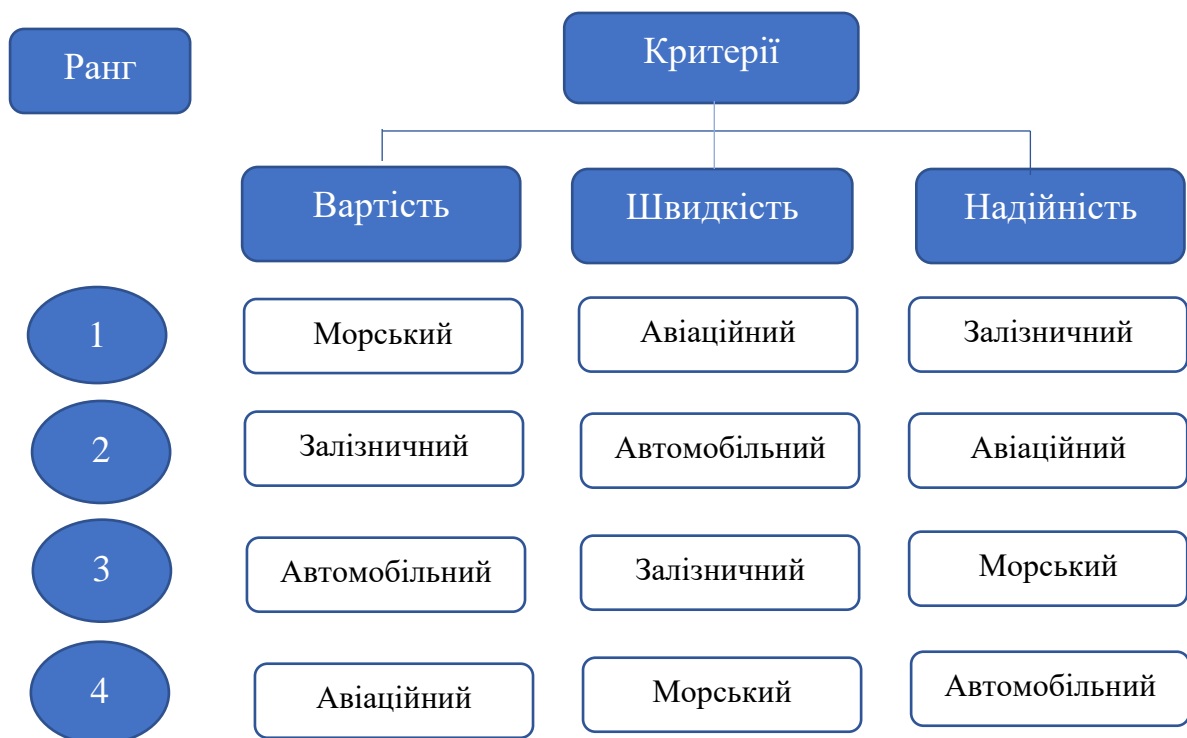 Ранг
Критерії
Вартість
Швидкість
Надійність
1
Морський
Авіаційний
Залізничний
2
Залізничний
Автомобільний
Авіаційний
3
Автомобільний
Залізничний
Морський
4
Авіаційний
Морський
Автомобільний